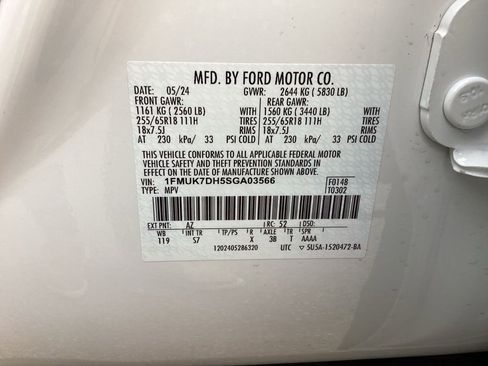 MFD. BY FORD MOTOR CO.
DATE: 05/24 GVWR: 2644 KG ( 5830 LB)
FRONT GAWR: REAR GAWR:
1161 KG ( 2560 LB) WITH 1560 KG ( 3440 LB) WITH
255/65R18 111H TIRES 255/65R18 111H TIRES
18x7.5J RIMS 18x7.5J RIMS
AT 230 kPa/ 33 PSI COLD AT 230 kPa/ 33 PSI COLD
THIS VEHICLE CONFORMS TO ALL APPLICABLE FEDERAL MOTOR
VEHICLE SAFETY AND THEFT PREVENTION STANDARDS IN
EFFECT ON THE DATE OF MANUFACTURE SHOWN ABOVE.
VIN: 1FMUK7DH5SGA03566 F0148
TYPE: MPV T0302
EXT PNT: AZ RC: 52
WB INT TR TP/PS R AXLE TR SPR
119 S7 X 3B T AAAA
120240528632O UTC 5U5A-1520472-BA